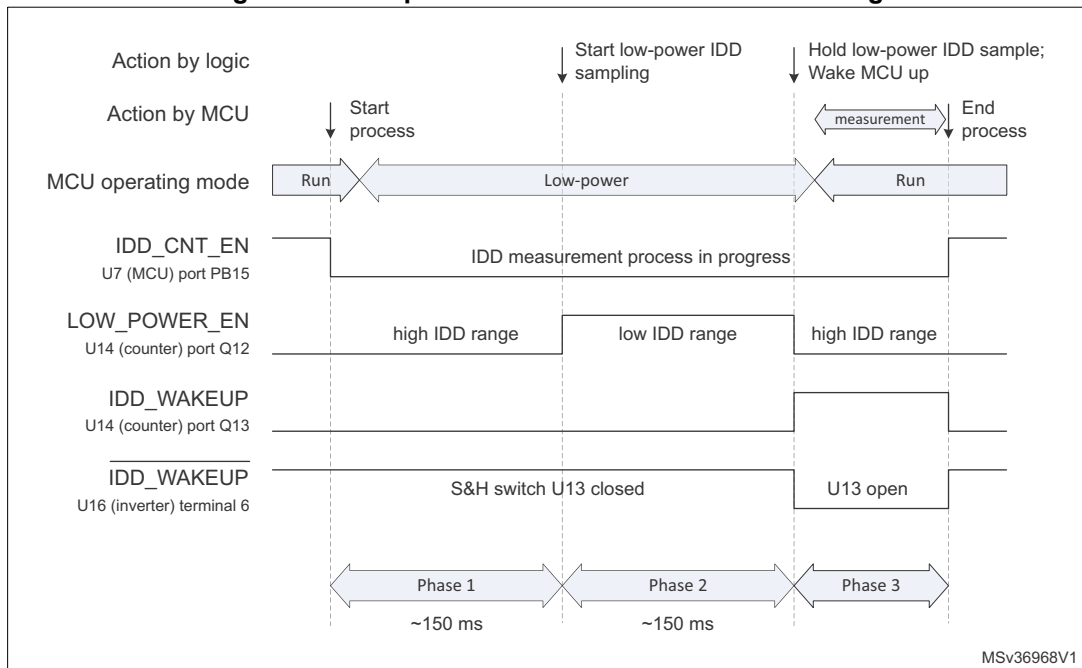 Action by logic
Start low-power IDD
sampling
Hold low-power IDD sample;
Wake MCU up
Action by MCU
Start
process
measurement
End
process
MCU operating mode
Run
Low-power
Run
IDD_CNT_EN
U7 (MCU) port PB15
IDD measurement process in progress
LOW_POWER_EN
U14 (counter) port Q12
high IDD range
low IDD range
high IDD range
IDD_WAKEUP
U14 (counter) port Q13
IDD_WAKEUP
U16 (inverter) terminal 6
S&H switch U13 closed
U13 open
Phase 1
Phase 2
Phase 3
~150 ms
~150 ms
MSv36968V1